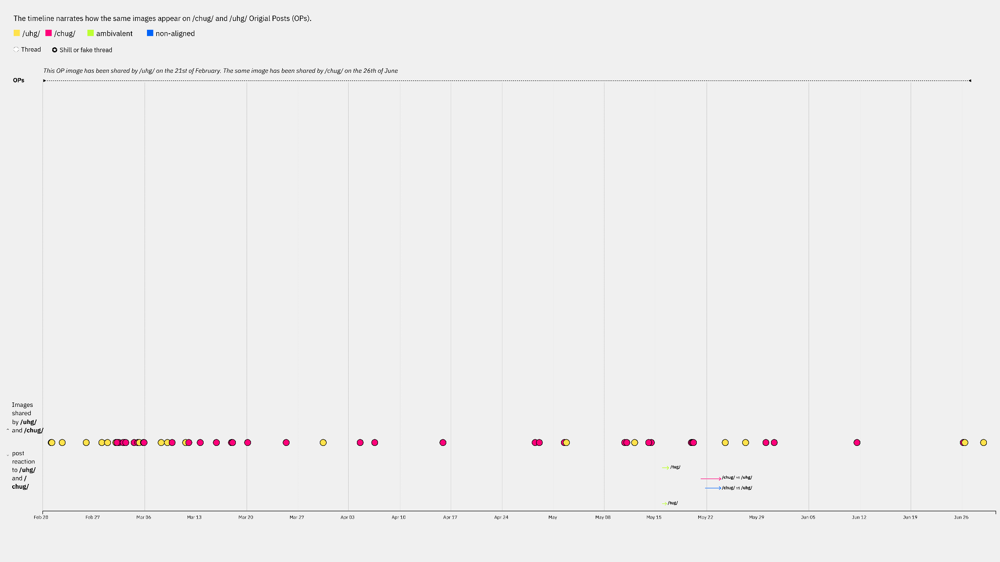 The timeline narrates how the same images appear on /chug/ and /uhg/ Origial Posts (OPs).
/uhg/ /chug/ ambivalent non-aligned
Thread Shill or fake thread
This OP image has been shared by /uhg/ on the 21st of February. The same image has been shared by /chug/ on the 26th of June
OPs
Images
shared
by /uhg/
and /chug/
post
reaction
to /uhg/
and /
chug/
/tug/
/chug/ vs /uhg/
/chug/ vs /uhg/
/tug/
Feb 20 Feb 27 Mar 06 Mar 13 Mar 20 Mar 27 Apr 03 Apr 10 Apr 17 Apr 24 May May 08 May 15 May 22 May 29 Jun 05 Jun 12 Jun 19 Jun 26